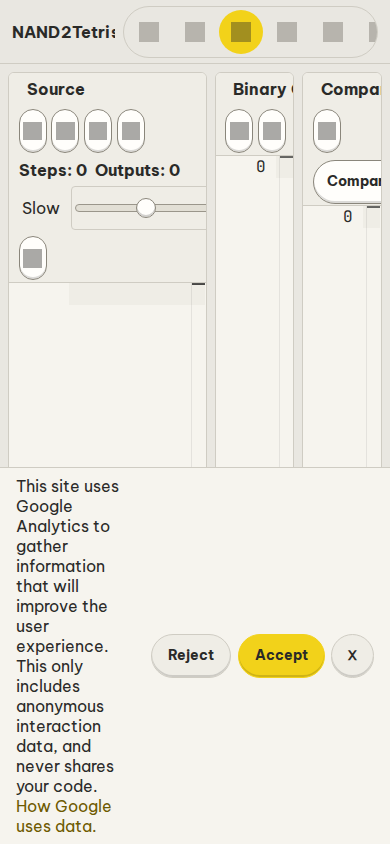 NAND2Tetris
Source
Binary
Compa
Steps: 0 Outputs: 0
Slow
0
Compar
0
This site uses
Google
Analytics to
gather
information
that will
improve the
user
experience.
This only
includes
anonymous
interaction
data, and
never shares
your code.
How Google
uses data.
Reject
Accept
X